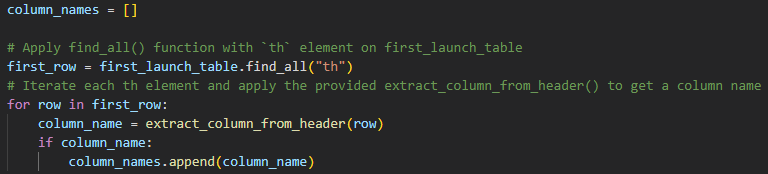 column_names = []
# Apply find_all() function with `th` element on first_launch_table
first_row = first_launch_table.find_all("th")
# Iterate each th element and apply the provided extract_column_from_header() to get a column name
for row in first_row:
    column_name = extract_column_from_header(row)
    if column_name:
        column_names.append(column_name)